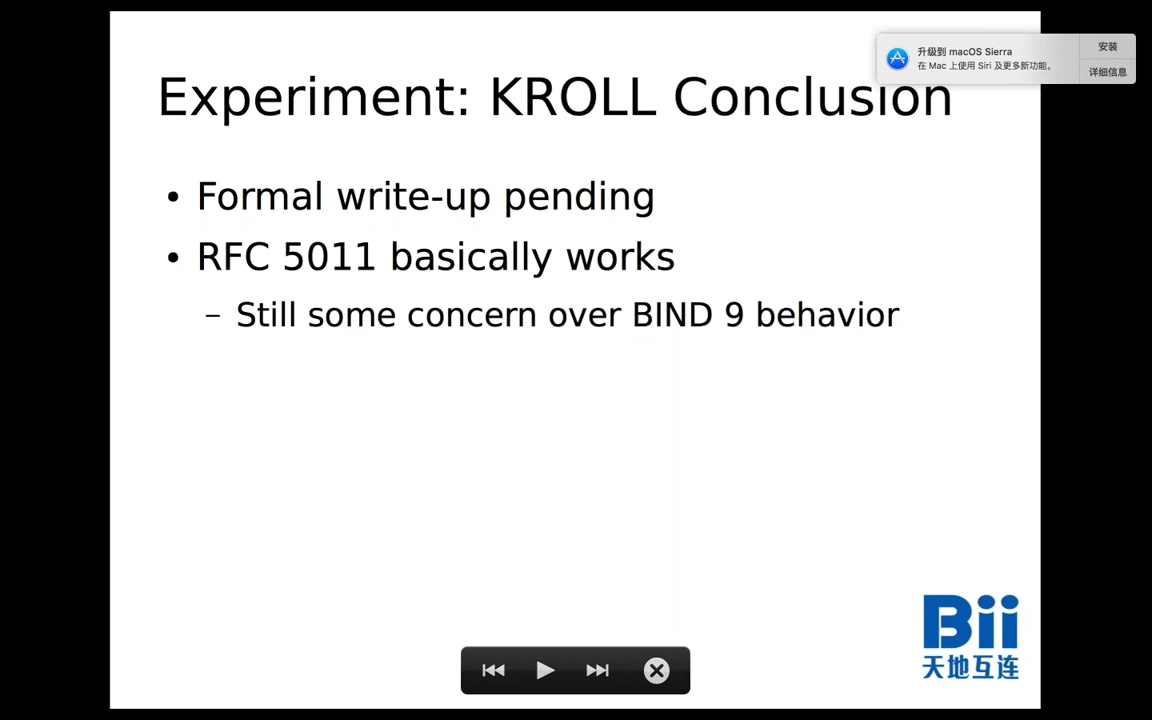 升级到 macOS Sierra
在 Mac 上使用 Siri 及更多新功能。
安装
详细信息
Experiment: KROLL Conclusion
• Formal write-up pending
• RFC 5011 basically works
– Still some concern over BIND 9 behavior
Bii
天地互连